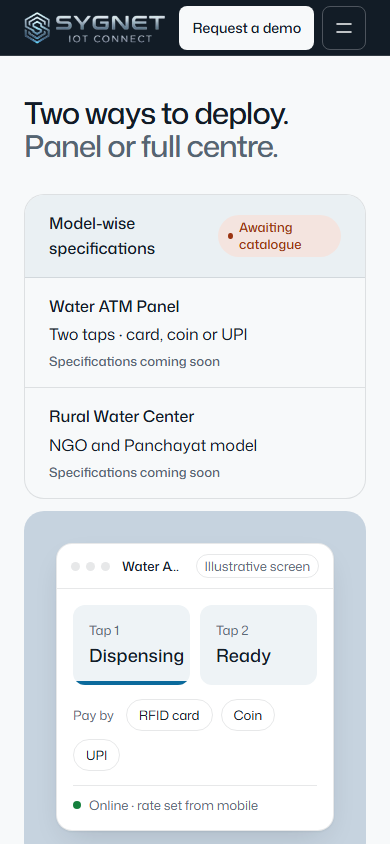 SYGNET
IOT CONNECT
Request a demo
Two ways to deploy.
Panel or full centre.
Model-wise
specifications
Awaiting
catalogue
Water ATM Panel
Two taps · card, coin or UPI
Specifications coming soon
Rural Water Center
NGO and Panchayat model
Specifications coming soon
Water A..
Illustrative screen
Tap 1
Tap 2
Dispensing
Ready
Pay by
RFID card
Coin
UPI
Online · rate set from mobile